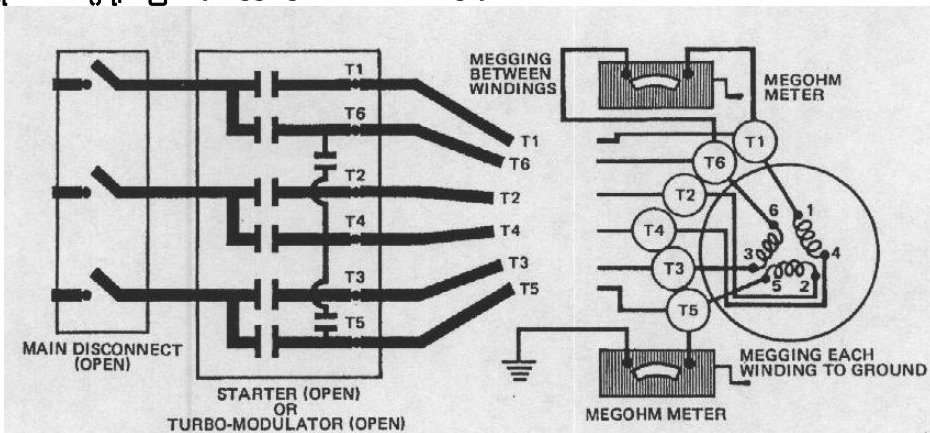 T1
T6
T2
T4
T3
T5
MAIN DISCONNECT
(OPEN)
STARTER (OPEN)
OR
TURBO-MODULATOR (OPEN)
T1
T6
T2
T4
T3
T5
MEGGING
BETWEEN
WINDINGS
MEGOHM
METER
T1
T6
T2
T4
T3
T5
6
1
3
4
5
2
MEGGING EACH
WINDING TO GROUND
MEGOHM METER